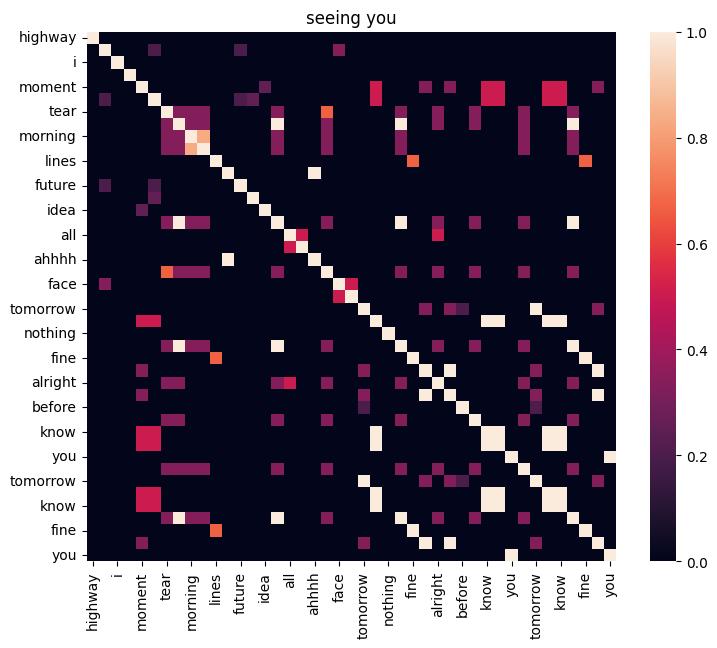 seeing you
highway
i
moment
tear
morning
lines
future
idea
all
ahhhh
face
tomorrow
nothing
fine
alright
before
know
you
tomorrow
know
fine
you
1.0
0.8
0.6
0.4
0.2
0.0
highway
i
moment
tear
morning
lines
future
idea
all
ahhhh
face
tomorrow
nothing
fine
alright
before
know
you
tomorrow
know
fine
you